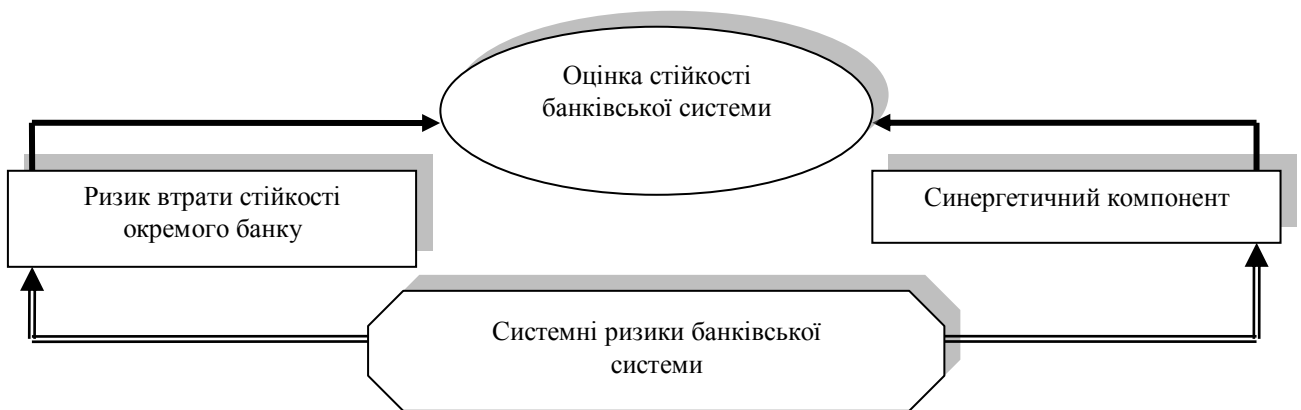 Оцінка стійкості
банківської системи
Ризик втрати стійкості
окремого банку
Синергетичний компонент
Системні ризики банківської
системи